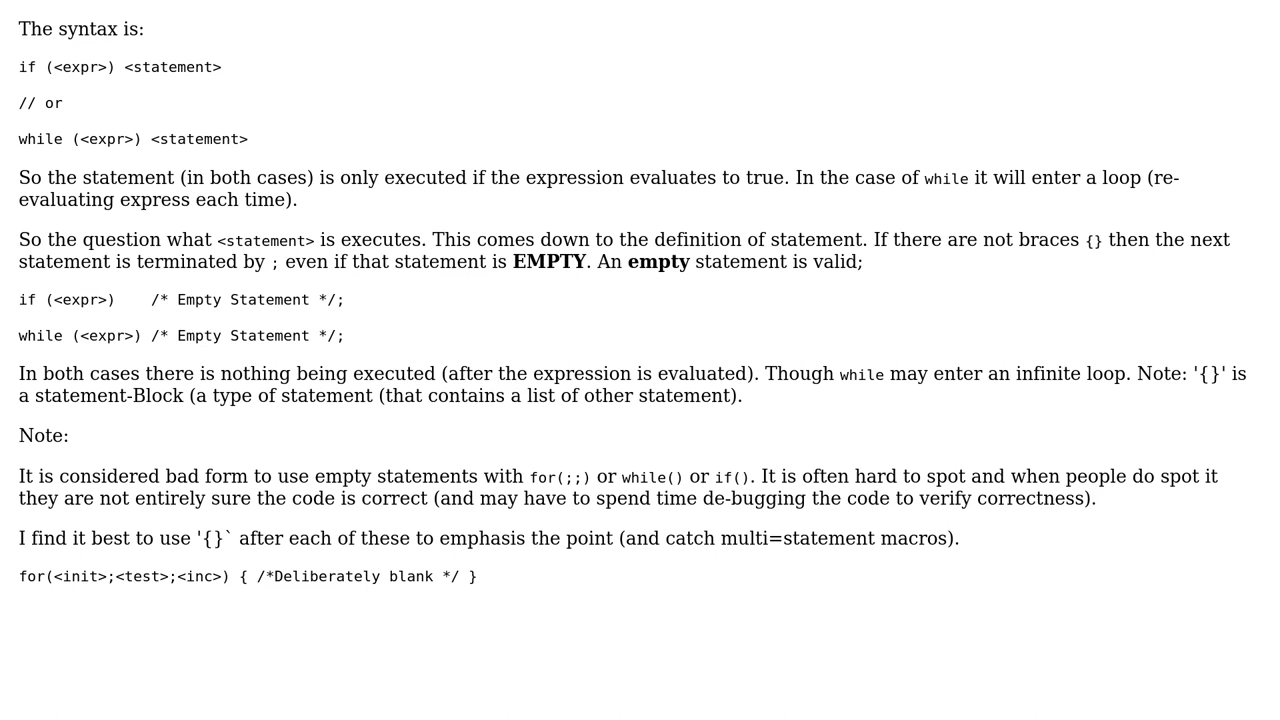 The syntax is:
if (<expr>) <statement>
// or
while (<expr>) <statement>
So the statement (in both cases) is only executed if the expression evaluates to true. In the case of while it will enter a loop (re-
evaluating express each time).
So the question what <statement> is executes. This comes down to the definition of statement. If there are not braces {} then the next
statement is terminated by ; even if that statement is EMPTY. An empty statement is valid;
if (<expr>)    /* Empty Statement */;
while (<expr>) /* Empty Statement */;
In both cases there is nothing being executed (after the expression is evaluated). Though while may enter an infinite loop. Note: '{}' is
a statement-Block (a type of statement (that contains a list of other statement).
Note:
It is considered bad form to use empty statements with for(;;) or while() or if(). It is often hard to spot and when people do spot it
they are not entirely sure the code is correct (and may have to spend time de-bugging the code to verify correctness).
I find it best to use '{}` after each of these to emphasis the point (and catch multi=statement macros).
for(<init>;<test>;<inc>) { /*Deliberately blank */ }